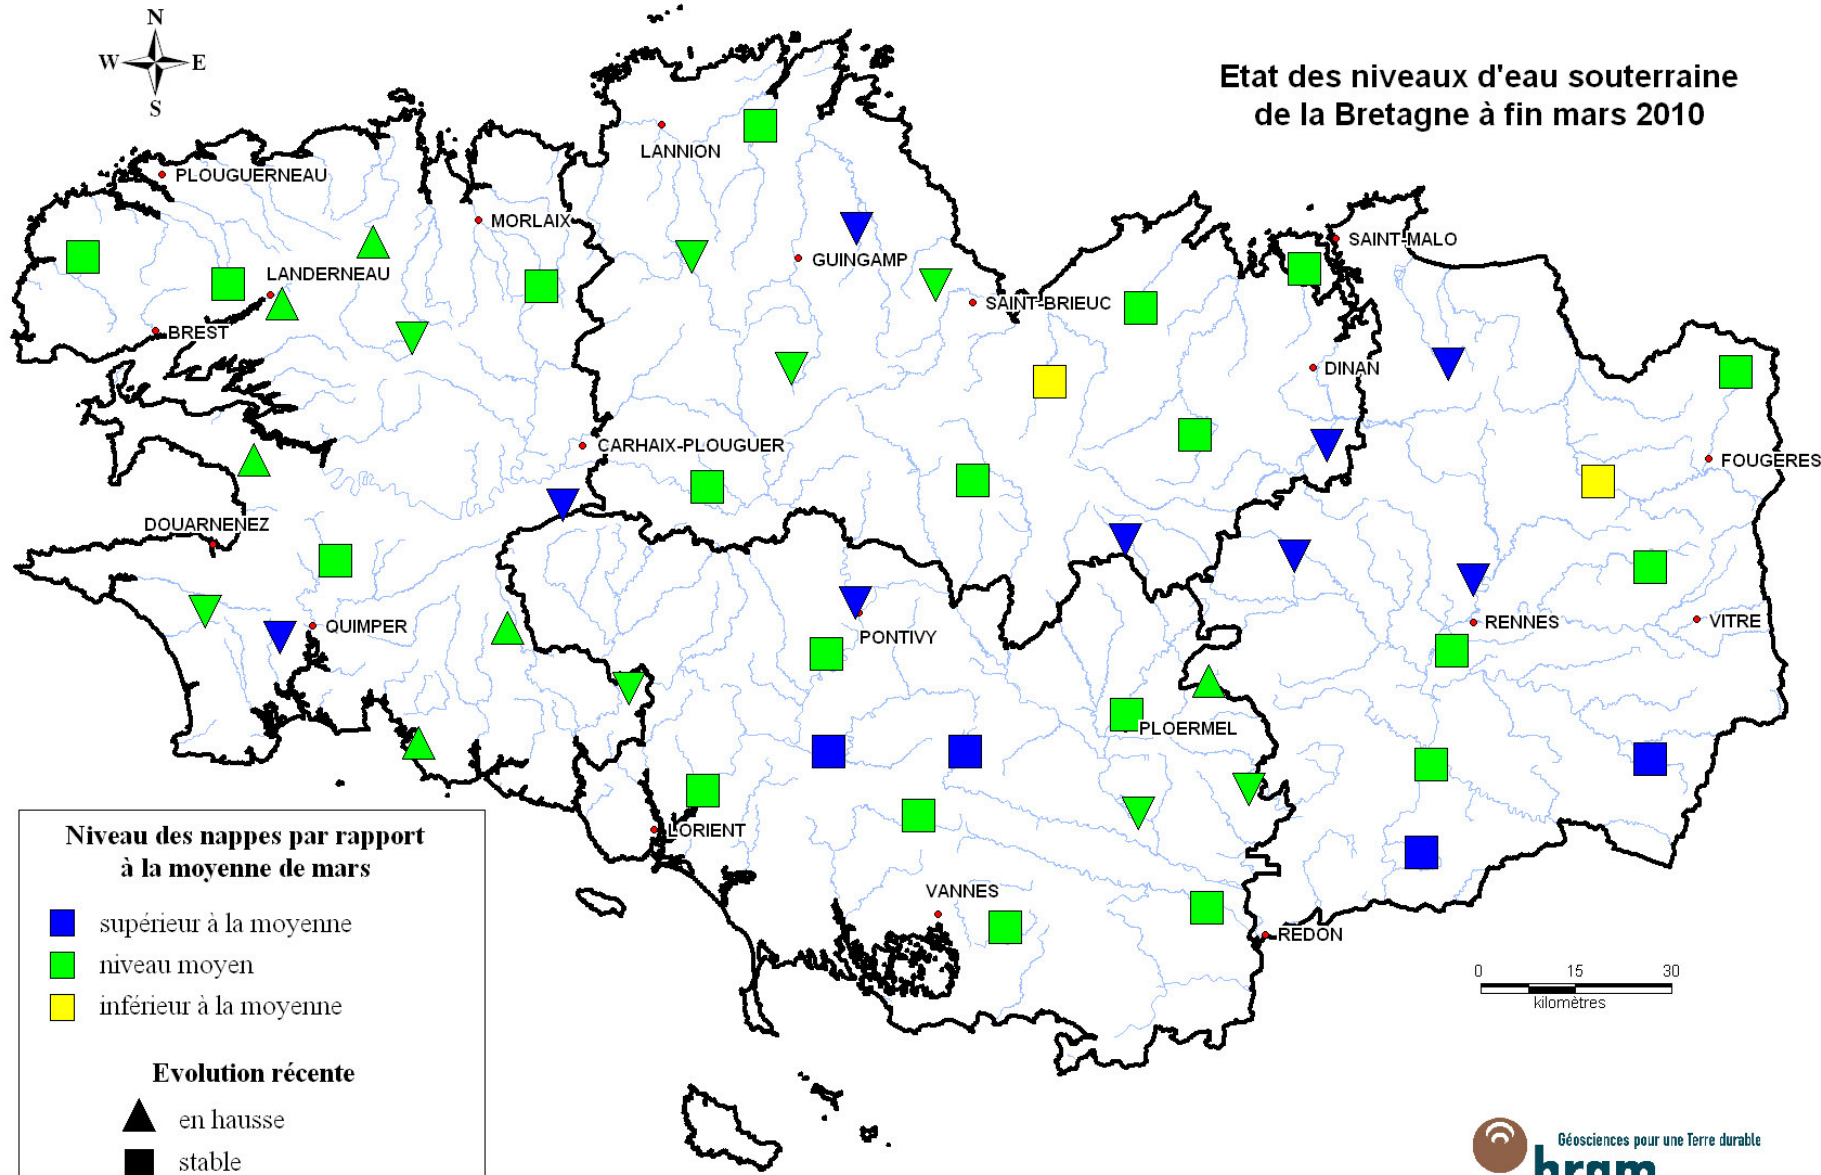 N
W E
S
Etat des niveaux d'eau souterraine
de la Bretagne à fin mars 2010
LANNION
PLOUGUERNEAU
MORLAIX
SAINT-MALO
GUINGAMP
LANDERNEAU
SAINT-BRIEUC
BREST
DINAN
CARHAIX-PLOUGUER
FOUGERES
DOUARNENEZ
QUIMPER
PONTIVY
RENNES
VITRE
PLOERMEL
LORIENT
VANNES
REDON
Niveau des nappes par rapport
à la moyenne de mars
supérieur à la moyenne
niveau moyen
inférieur à la moyenne
Evolution récente
en hausse
stable
0 15 30
kilomètres
Géosciences pour une Terre durable
brgm